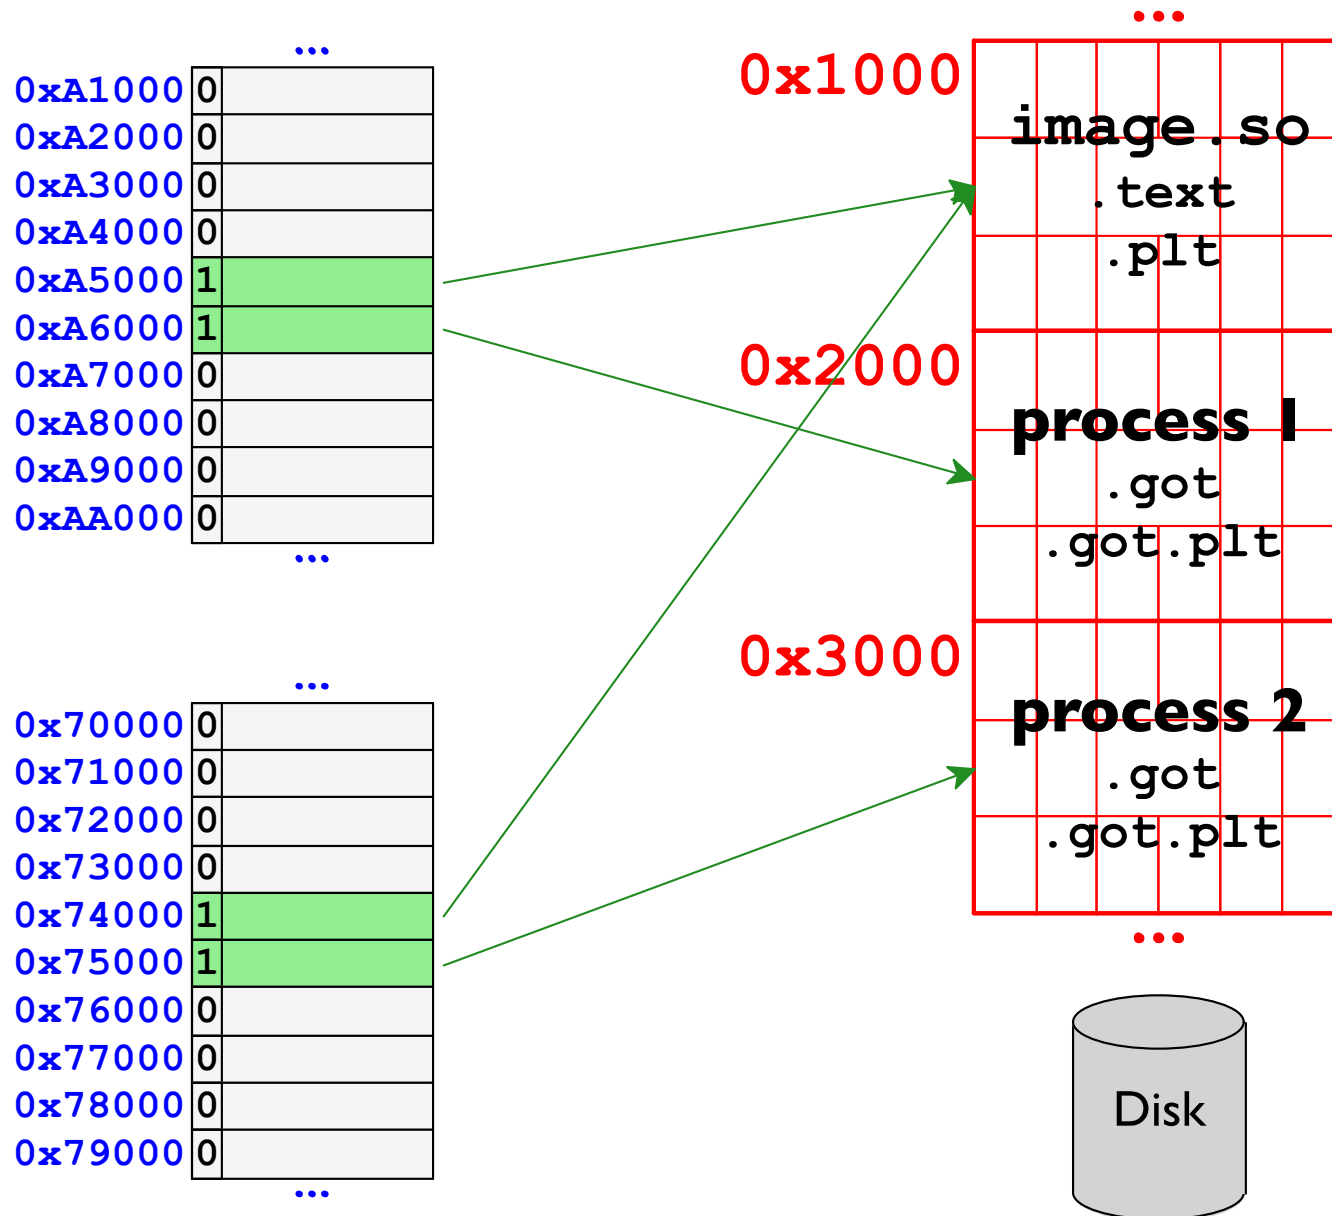 ...
0xA1000 0
0xA2000 0
0xA3000 0
0xA4000 0
0xA5000 1
0xA6000 1
0xA7000 0
0xA8000 0
0xA9000 0
0xAA000 0
...
...
0x70000 0
0x71000 0
0x72000 0
0x73000 0
0x74000 1
0x75000 1
0x76000 0
0x77000 0
0x78000 0
0x79000 0
...
...
0x1000
image.so
.text
.plt
0x2000
process 1
.got
.got.plt
0x3000
process 2
.got
.got.plt
...
Disk